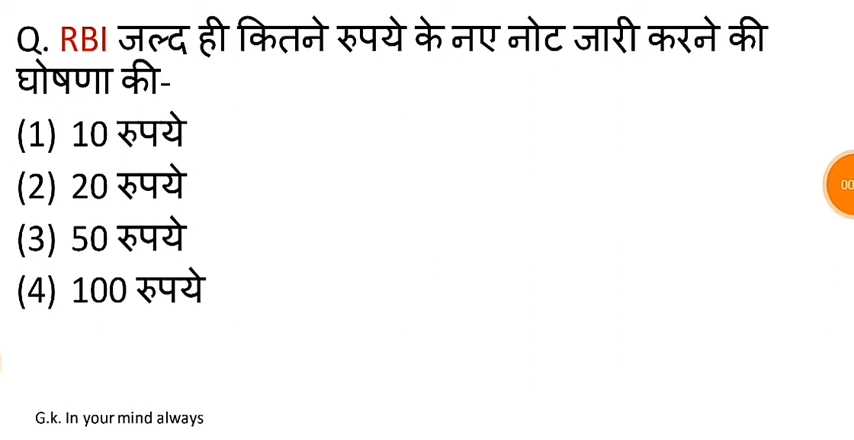 Q. RBI जल्द ही कितने रुपये के नए नोट जारी करने की
घोषणा की-
(1) 10 रुपये
(2) 20 रुपये
(3) 50 रुपये
(4) 100 रुपये
00
G.k. In your mind always